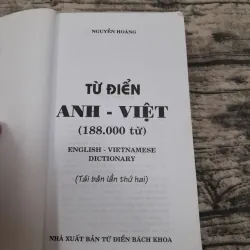 NGUYỄN HOÀNG
TỪ ĐIỂN
ANH - VIỆT
(188.000 từ)
ENGLISH - VIETNAMESE
DICTIONARY
(Tái bản lần thứ hai)
NHÀ XUẤT BẢN TỪ ĐIỂN BÁCH KHOA